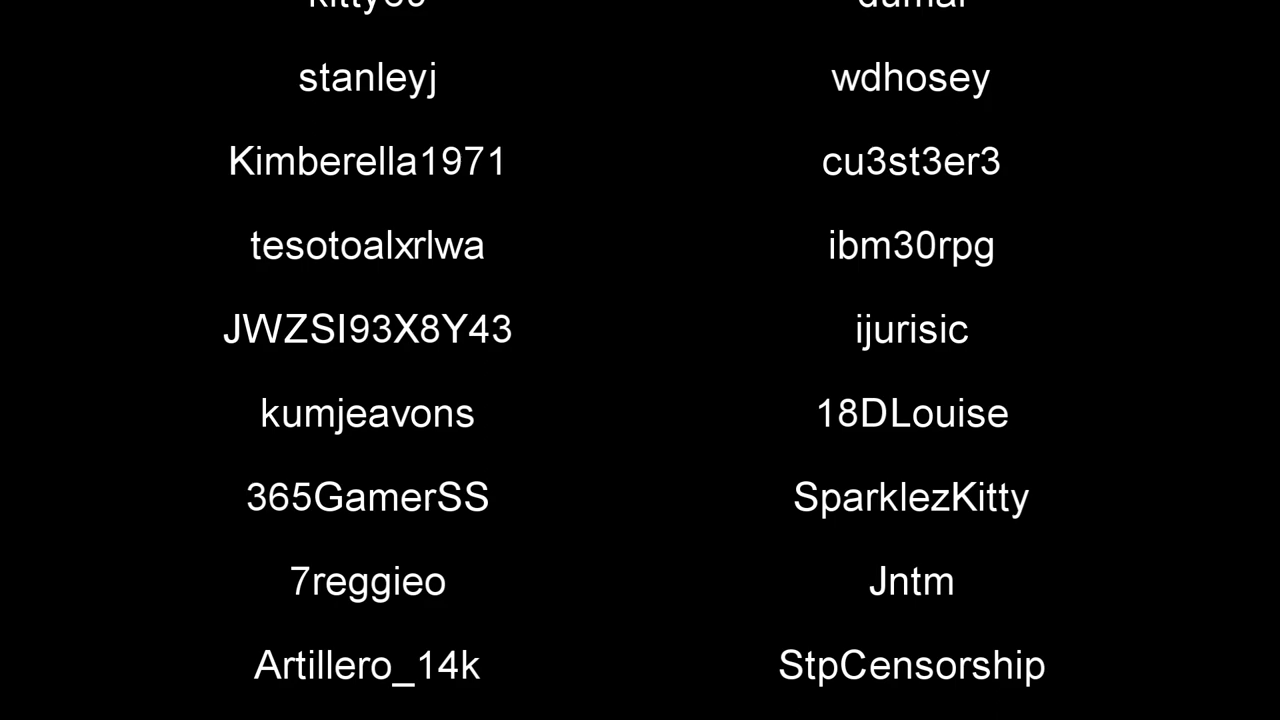 stanleyj wdhosey
Kimberella1971 cu3st3er3
tesotoalxrlwa ibm30rpg
JWZSI93X8Y43 ijurisic
kumjeavons 18DLouise
365GamerSS SparklezKitty
7reggieo Jntm
Artillero_14k StpCensorship